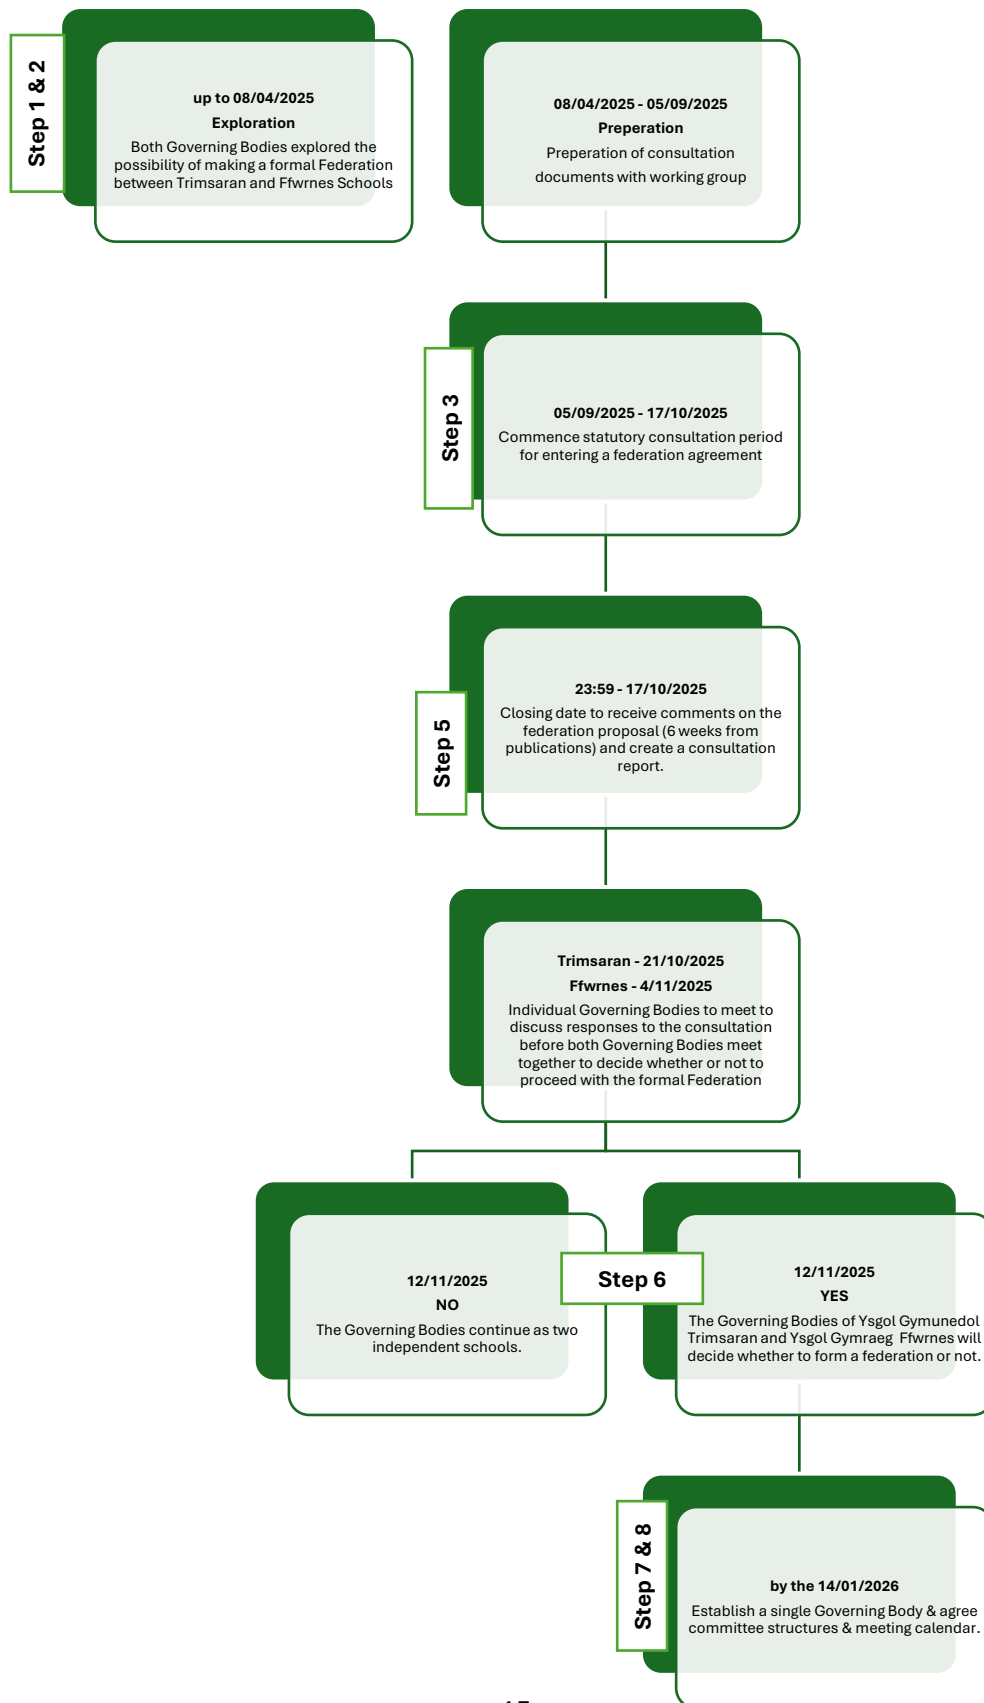 Step 1 & 2
up to 08/04/2025
Exploration
Both Governing Bodies explored the
possibility of making a formal Federation
between Trimsaran and Ffwrnes Schools
08/04/2025 - 05/09/2025
Preperation
Preperation of consultation
documents with working group
Step 3
05/09/2025 - 17/10/2025
Commence statutory consultation period
for entering a federation agreement
Step 5
23:59 - 17/10/2025
Closing date to receive comments on the
federation proposal (6 weeks from
publications) and create a consultation
report.
Trimsaran - 21/10/2025
Ffwrnes - 4/11/2025
Individual Governing Bodies to meet to
discuss responses to the consultation
before both Governing Bodies meet
together to decide whether or not to
proceed with the formal Federation
12/11/2025
NO
The Governing Bodies continue as two
independent schools.
Step 6
12/11/2025
YES
The Governing Bodies of Ysgol Gymunedol
Trimsaran and Ysgol Gymraeg Ffwrnes will
decide whether to form a federation or not.
Step 7 & 8
by the 14/01/2026
Establish a single Governing Body & agree
committee structures & meeting calendar.